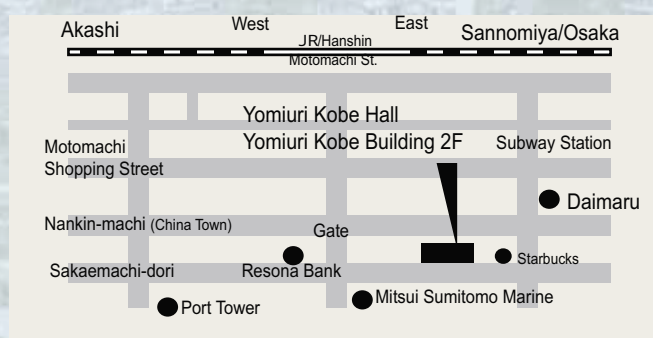 Akashi
West
East
Sannomiya/Osaka
JR/Hanshin
Motomachi St.
Yomiuri Kobe Hall
Yomiuri Kobe Building 2F
Subway Station
Motomachi
Shopping Street
Daimaru
Nankin-machi (China Town)
Gate
Starbucks
Sakaemachi-dori
Resona Bank
Mitsui Sumitomo Marine
Port Tower